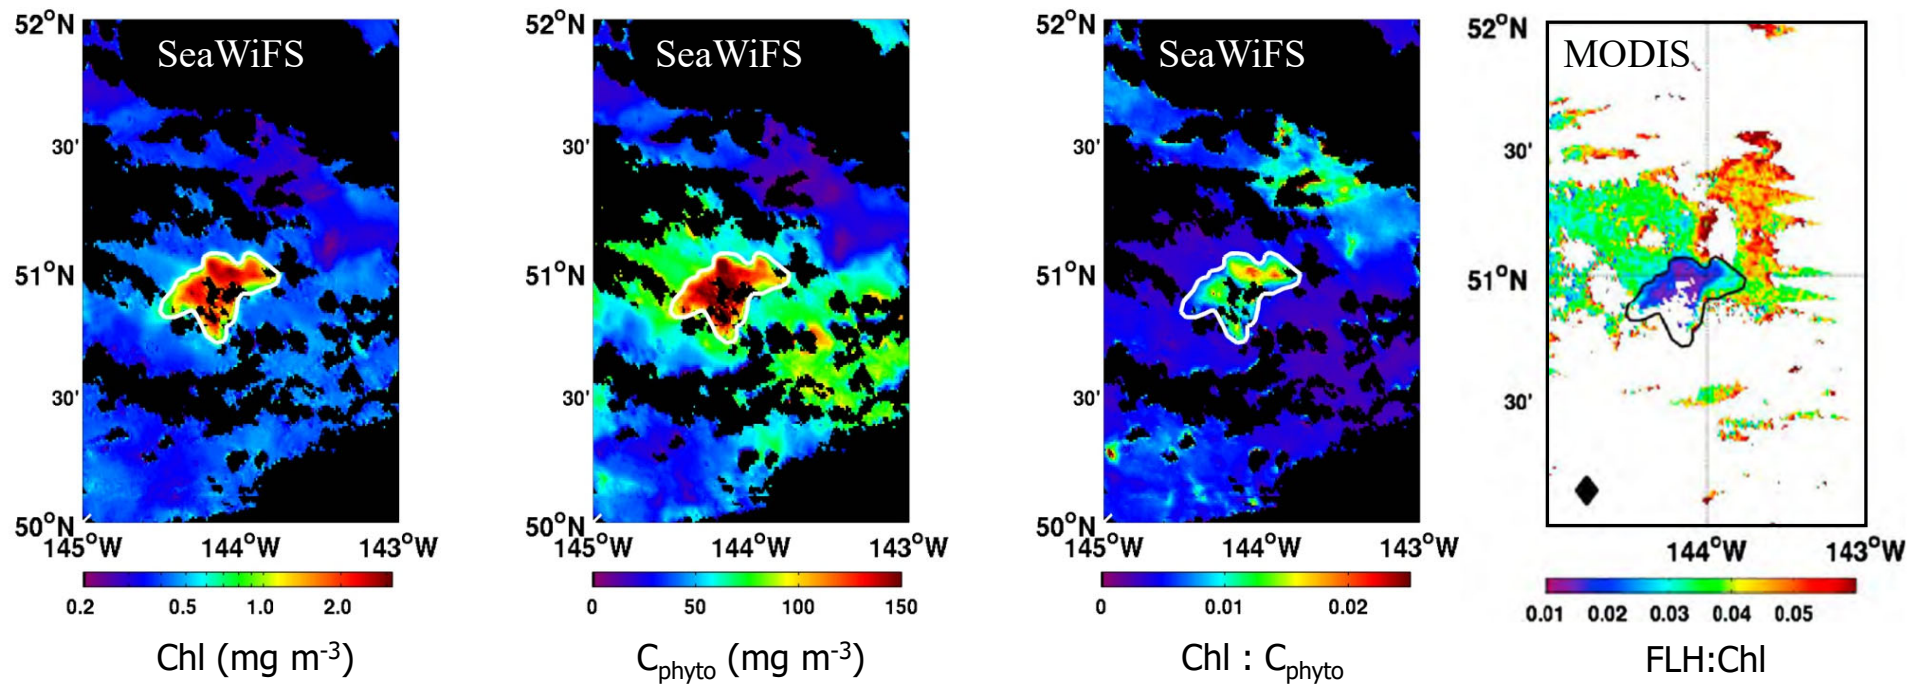 SeaWiFS
52°N
30'
51°N
30'
50°N
145°W 144°W 143°W
0.2 0.5 1.0 2.0
Chl (mg m⁻³)
SeaWiFS
52°N
30'
51°N
30'
50°N
145°W 144°W 143°W
0 50 100 150
C_phyto (mg m⁻³)
SeaWiFS
52°N
30'
51°N
30'
50°N
145°W 144°W 143°W
0 0.01 0.02
Chl : C_phyto
MODIS
52°N
30'
51°N
30'
144°W 143°W
0.01 0.02 0.03 0.04 0.05
FLH:Chl